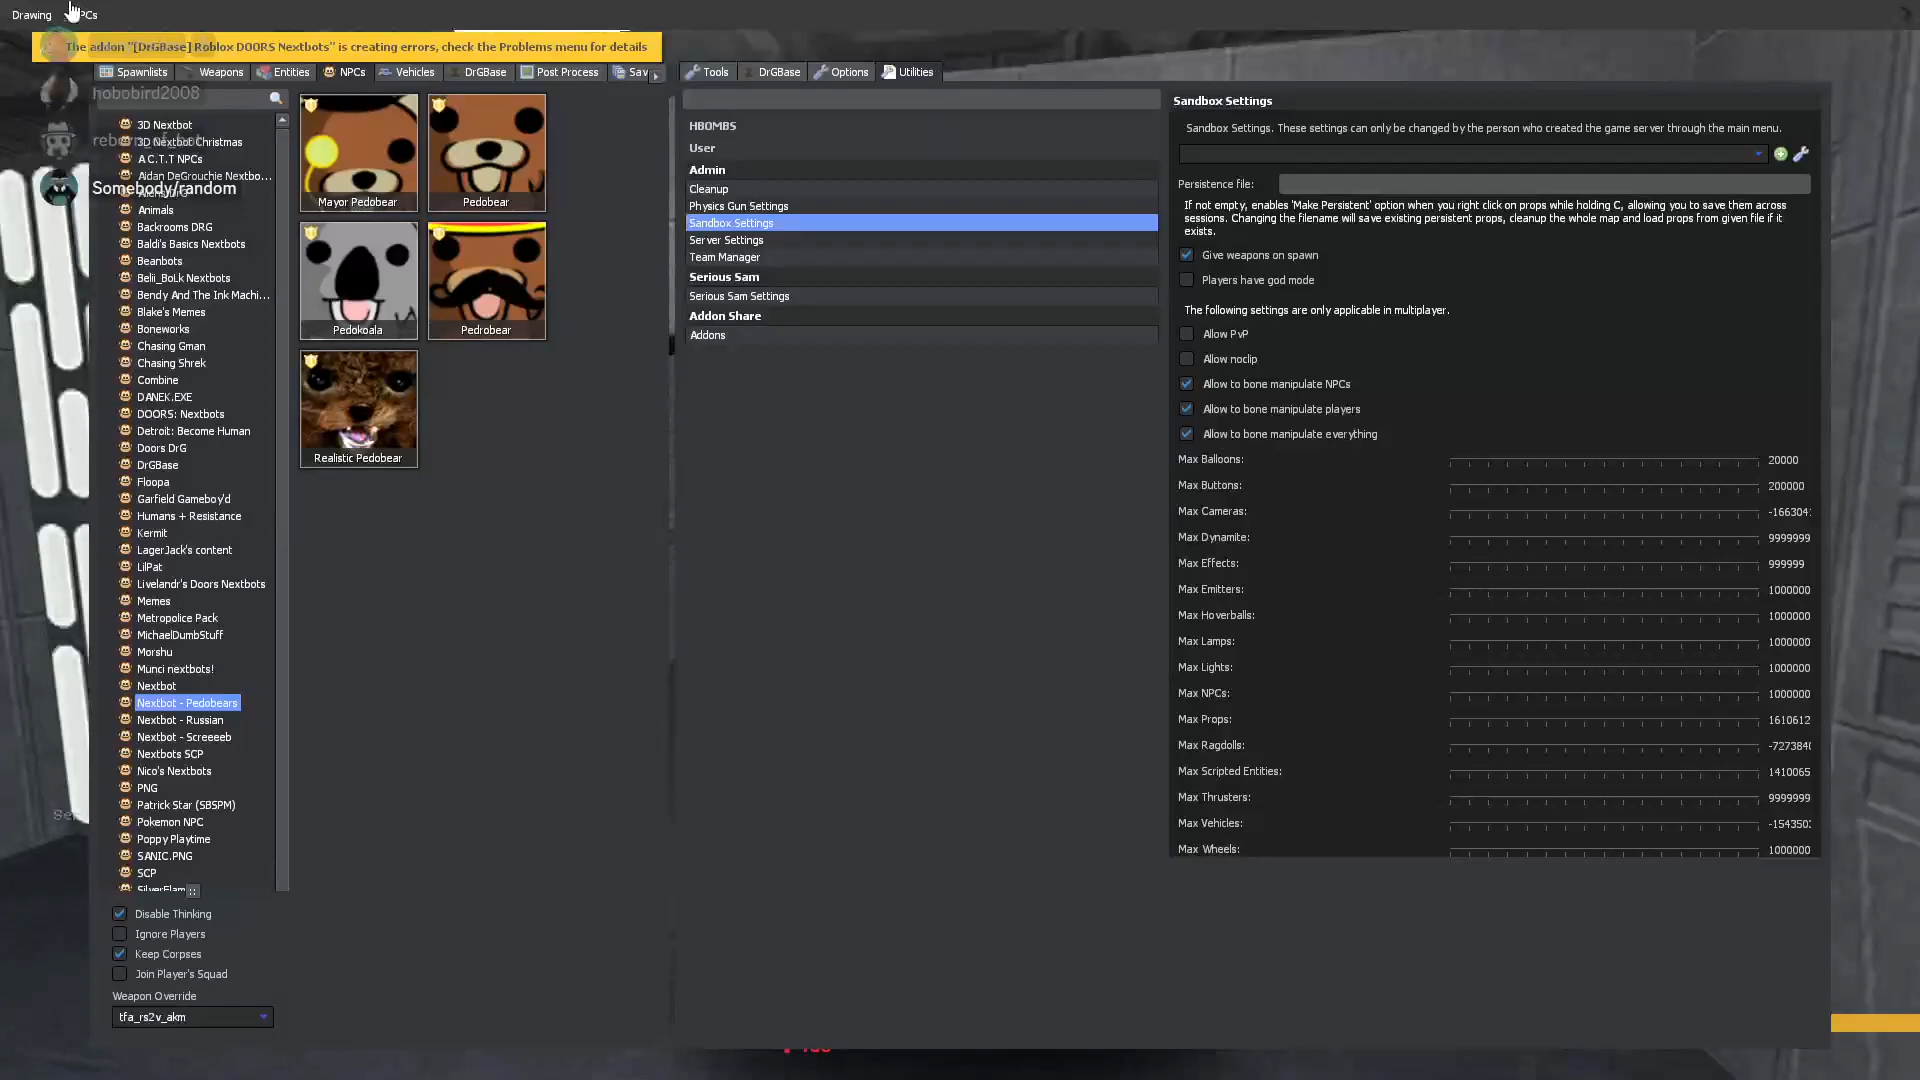 Drawing
The addon "[DrGBase] Roblox DOORS Nextbots" is creating errors, check the Problems menu for details
Spawnlists
Weapons
Entities
NPCs
Vehicles
DrGBase
Post Process
Tools
DrGBase
Options
Utilities
hobobird2008
Somebody/random
3D Nextbot
3D Nextbot Christmas
A C.T.T NPCs
Aidan DeGrouchie Nextbo...
Animals
Backrooms DRG
Baldi's Basics Nextbots
Beanbots
Belii_BoLk Nextbots
Bendy And The Ink Machi...
Blake's Memes
Boneworks
Chasing Gman
Chasing Shrek
Combine
DANEK.EXE
DOORS: Nextbots
Detroit: Become Human
Doors DrG
DrGBase
Floopa
Garfield Gameboy'd
Humans + Resistance
Kermit
LagerJack's content
LilPat
Livelandr's Doors Nextbots
Memes
Metropolice Pack
MichaelDumbStuff
Morshu
Munci nextbots!
Nextbot
Nextbot - Pedobears
Nextbot - Russian
Nextbot - Screeeeb
Nextbots SCP
Nico's Nextbots
PNG
Patrick Star (SBSPM)
Pokemon NPC
Poppy Playtime
SANIC.PNG
SCP
Disable Thinking
Ignore Players
Keep Corpses
Join Player's Squad
Weapon Override
tfa_rs2v_akm
Mayor Pedobear
Pedobear
Pedokoala
Pedrobear
Realistic Pedobear
HBOMBS
User
Admin
Cleanup
Physics Gun Settings
Sandbox Settings
Server Settings
Team Manager
Serious Sam
Serious Sam Settings
Addon Share
Addons
Sandbox Settings
Sandbox Settings. These settings can only be changed by the person who created the game server through the main menu.
Persistence file:
If not empty, enables 'Make Persistent' option when you right click on props while holding C, allowing you to save them across
sessions. Changing the filename will save existing persistent props, cleanup the whole map and load props from given file if it
exists.
Give weapons on spawn
Players have god mode
The following settings are only applicable in multiplayer.
Allow PvP
Allow noclip
Allow to bone manipulate NPCs
Allow to bone manipulate players
Allow to bone manipulate everything
Max Balloons: 20000
Max Buttons: 200000
Max Cameras: -166304
Max Dynamite: 9999999
Max Effects: 999999
Max Emitters: 1000000
Max Hoverballs: 1000000
Max Lamps: 1000000
Max Lights: 1000000
Max NPCs: 1000000
Max Props: 1610612
Max Ragdolls: -727384
Max Scripted Entities: 1410065
Max Thrusters: 9999999
Max Vehicles: -154350
Max Wheels: 1000000